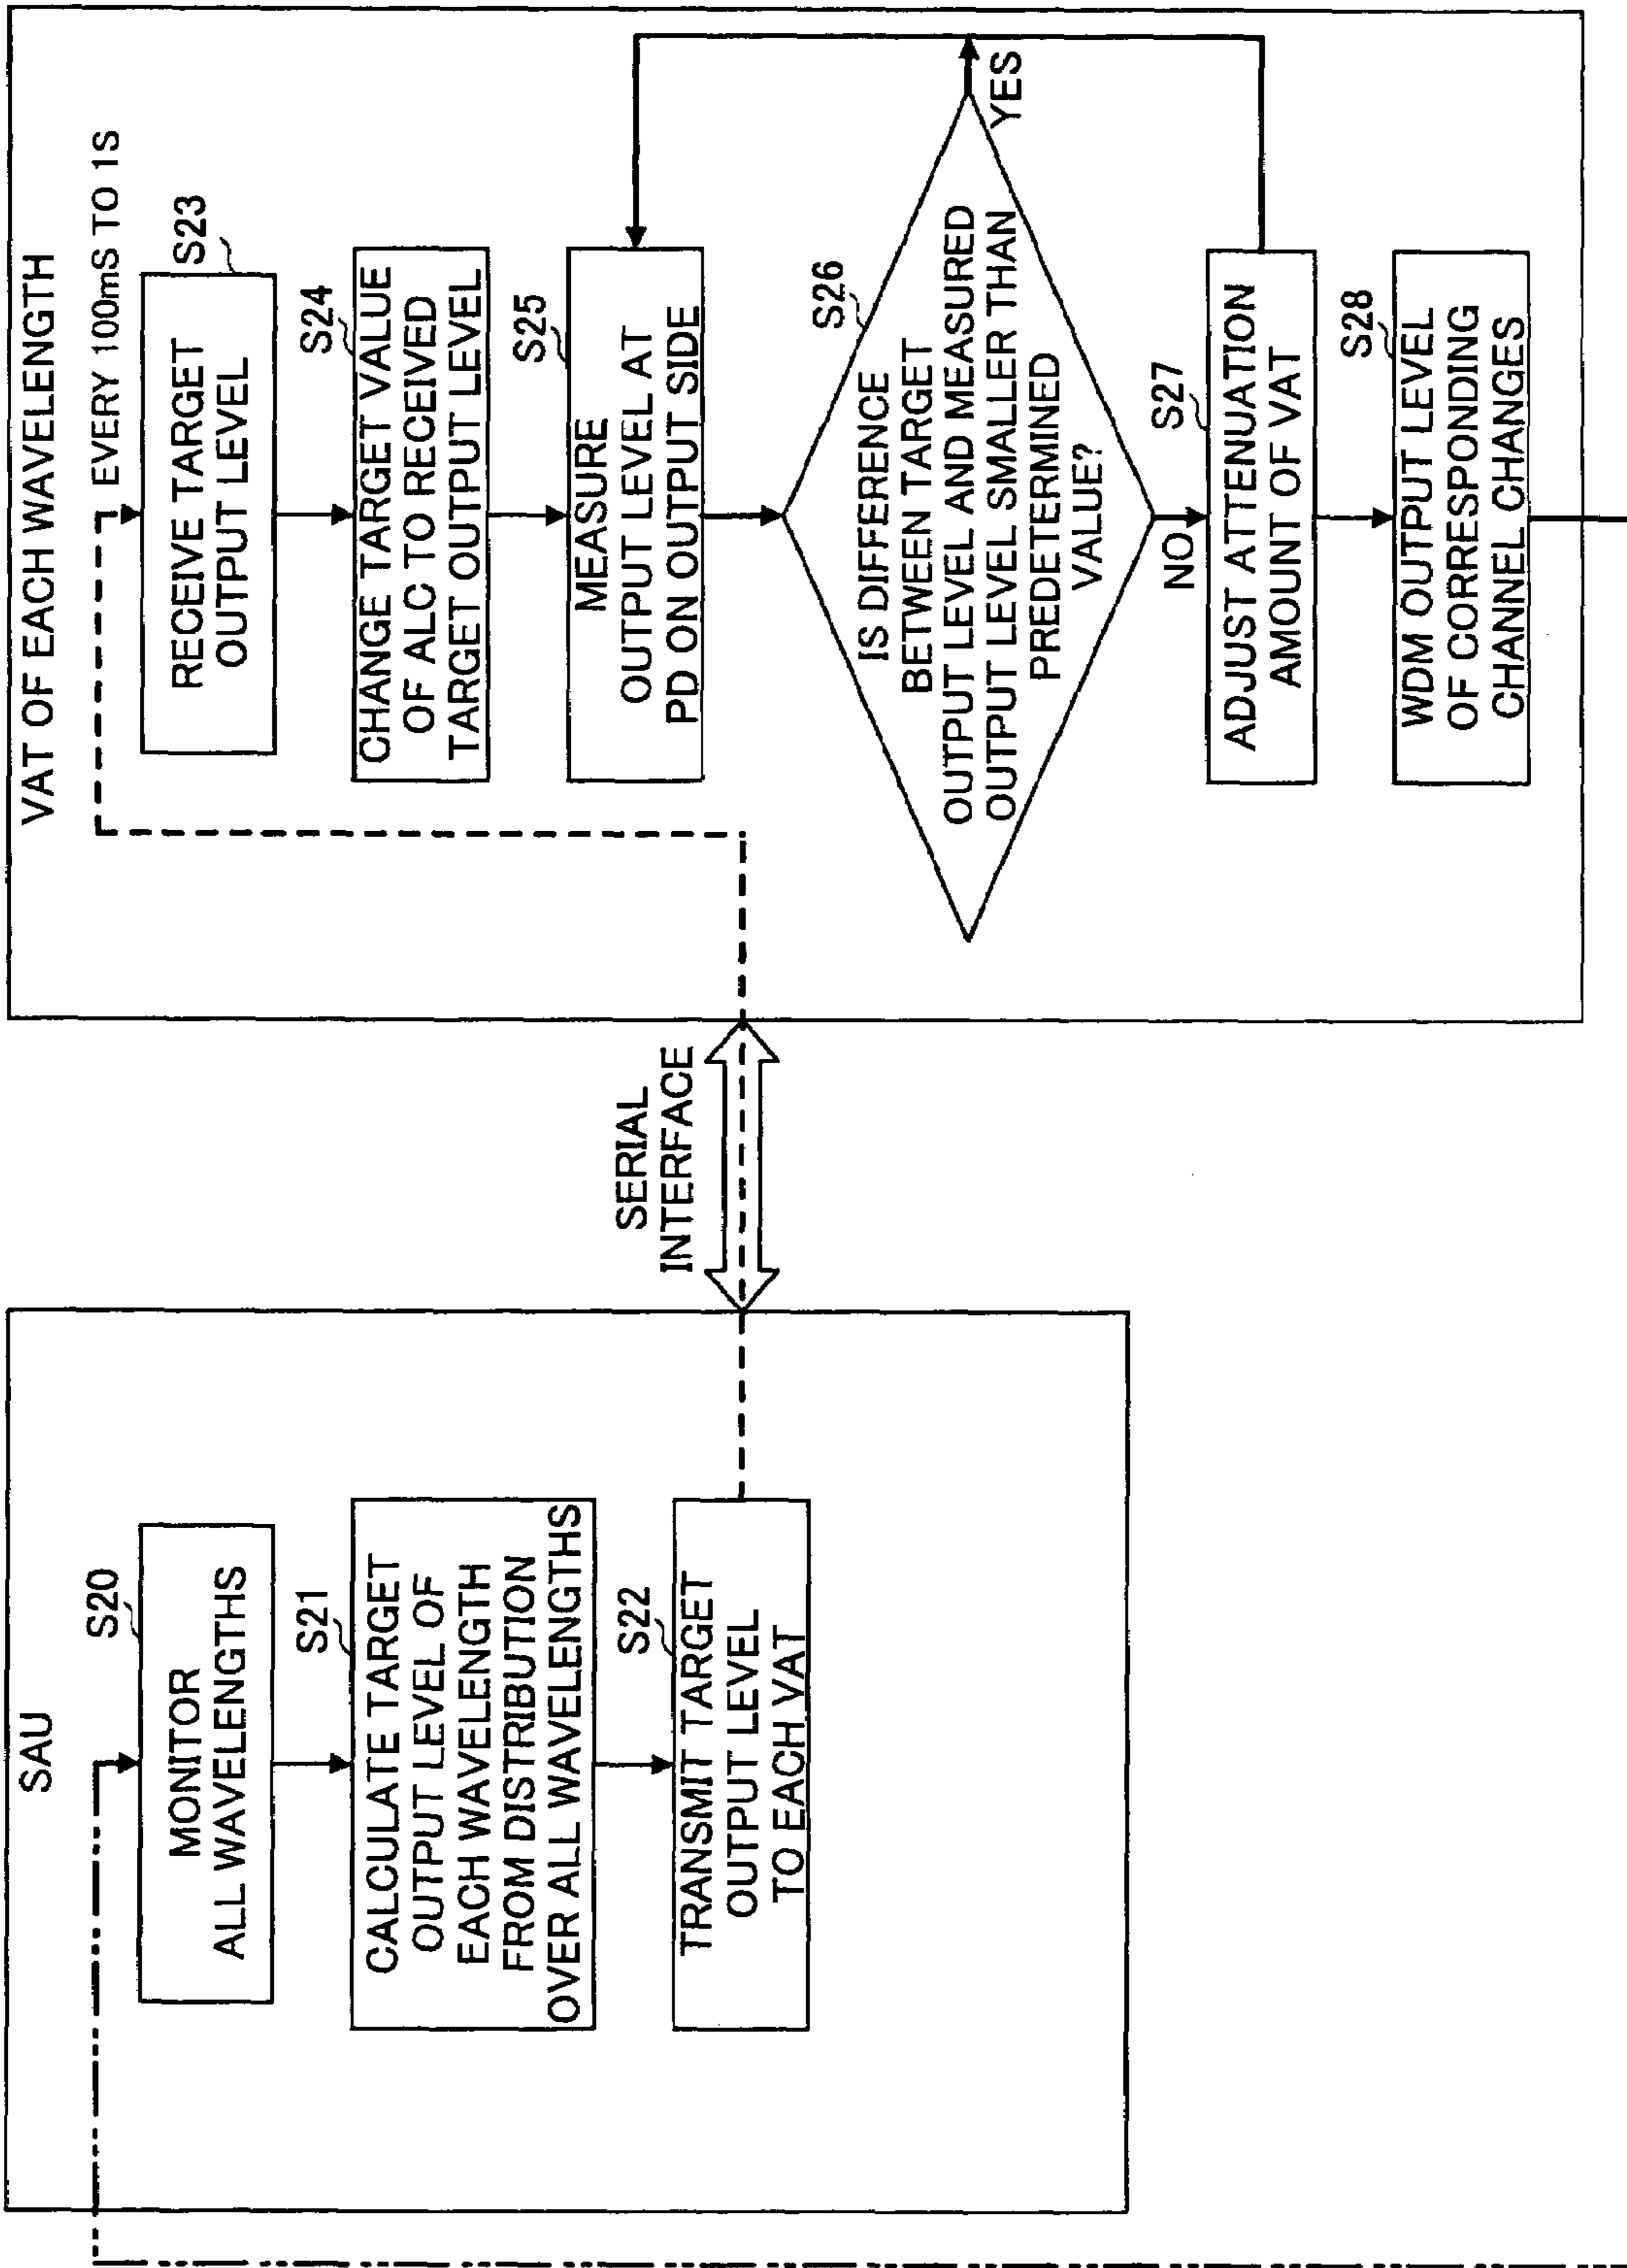 SAU
S20
MONITOR
ALL WAVELENGTHS
S21
CALCULATE TARGET
OUTPUT LEVEL OF
EACH WAVELENGTH
FROM DISTRIBUTION
OVER ALL WAVELENGTHS
S22
TRANSMIT TARGET
OUTPUT LEVEL
TO EACH VAT
SERIAL
INTERFACE
VAT OF EACH WAVELENGTH
EVERY 100mS TO 1S
S23
RECEIVE TARGET
OUTPUT LEVEL
S24
CHANGE TARGET VALUE
OF ALC TO RECEIVED
TARGET OUTPUT LEVEL
S25
MEASURE
OUTPUT LEVEL AT
PD ON OUTPUT SIDE
S26
IS DIFFERENCE
BETWEEN TARGET
OUTPUT LEVEL AND MEASURED
OUTPUT LEVEL SMALLER THAN
PREDETERMINED
VALUE?
YES
NO
S27
ADJUST ATTENUATION
AMOUNT OF VAT
S28
WDM OUTPUT LEVEL
OF CORRESPONDING
CHANNEL CHANGES